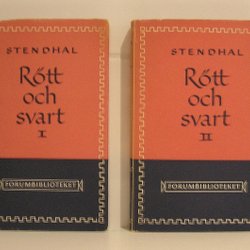 STENDHAL
Rött
och
svart
I
FORUMBIBLIOTEKET
STENDHAL
Rött
och
svart
II
FORUMBIBLIOTEKET